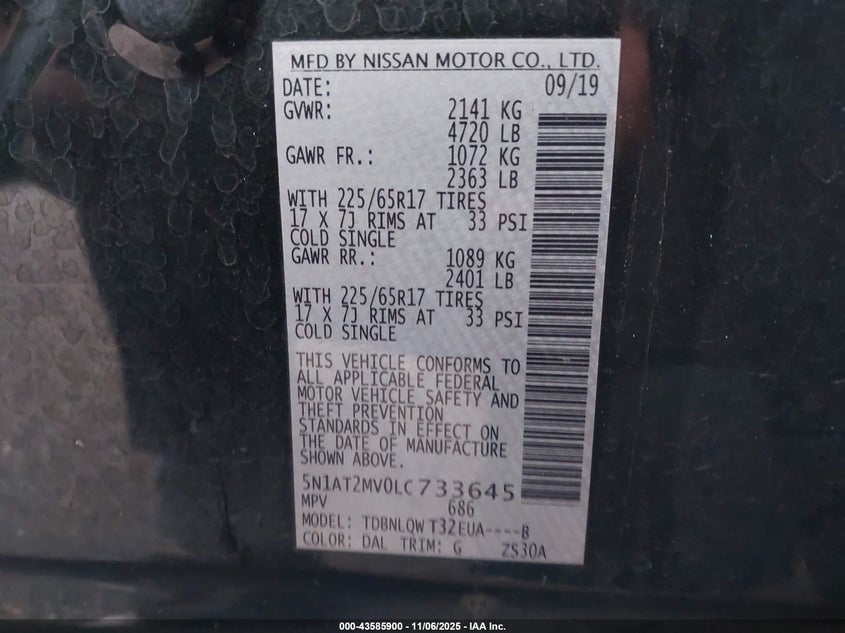 MFD BY NISSAN MOTOR CO., LTD.
DATE: 09/19
GVWR: 2141 KG
4720 LB
GAWR FR.: 1072 KG
2363 LB
WITH 225/65R17 TIRES
17 X 7J RIMS AT 33 PSI
COLD SINGLE
GAWR RR.: 1089 KG
2401 LB
WITH 225/65R17 TIRES
17 X 7J RIMS AT 33 PSI
COLD SINGLE
THIS VEHICLE CONFORMS TO
ALL APPLICABLE FEDERAL
MOTOR VEHICLE SAFETY AND
THEFT PREVENTION
STANDARDS IN EFFECT ON
THE DATE OF MANUFACTURE
SHOWN ABOVE.
5N1AT2MV0LC733645
MPV 686
MODEL: TDBNLQW T32EUA----B
COLOR: DAL TRIM: G ZS30A
000-43585900 - 11/06/2025 - IAA Inc.